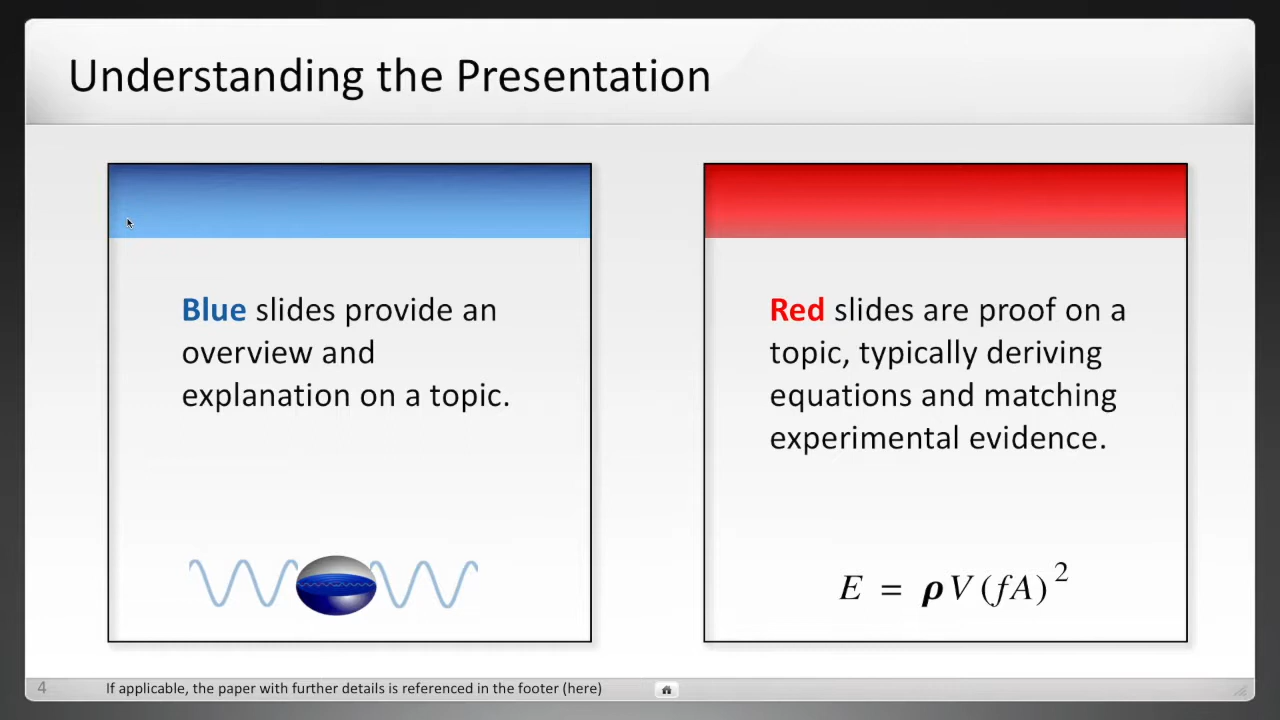 Understanding the Presentation
Blue slides provide an
overview and
explanation on a topic.
Red slides are proof on a
topic, typically deriving
equations and matching
experimental evidence.
E = ρV(fA)²
4
If applicable, the paper with further details is referenced in the footer (here)